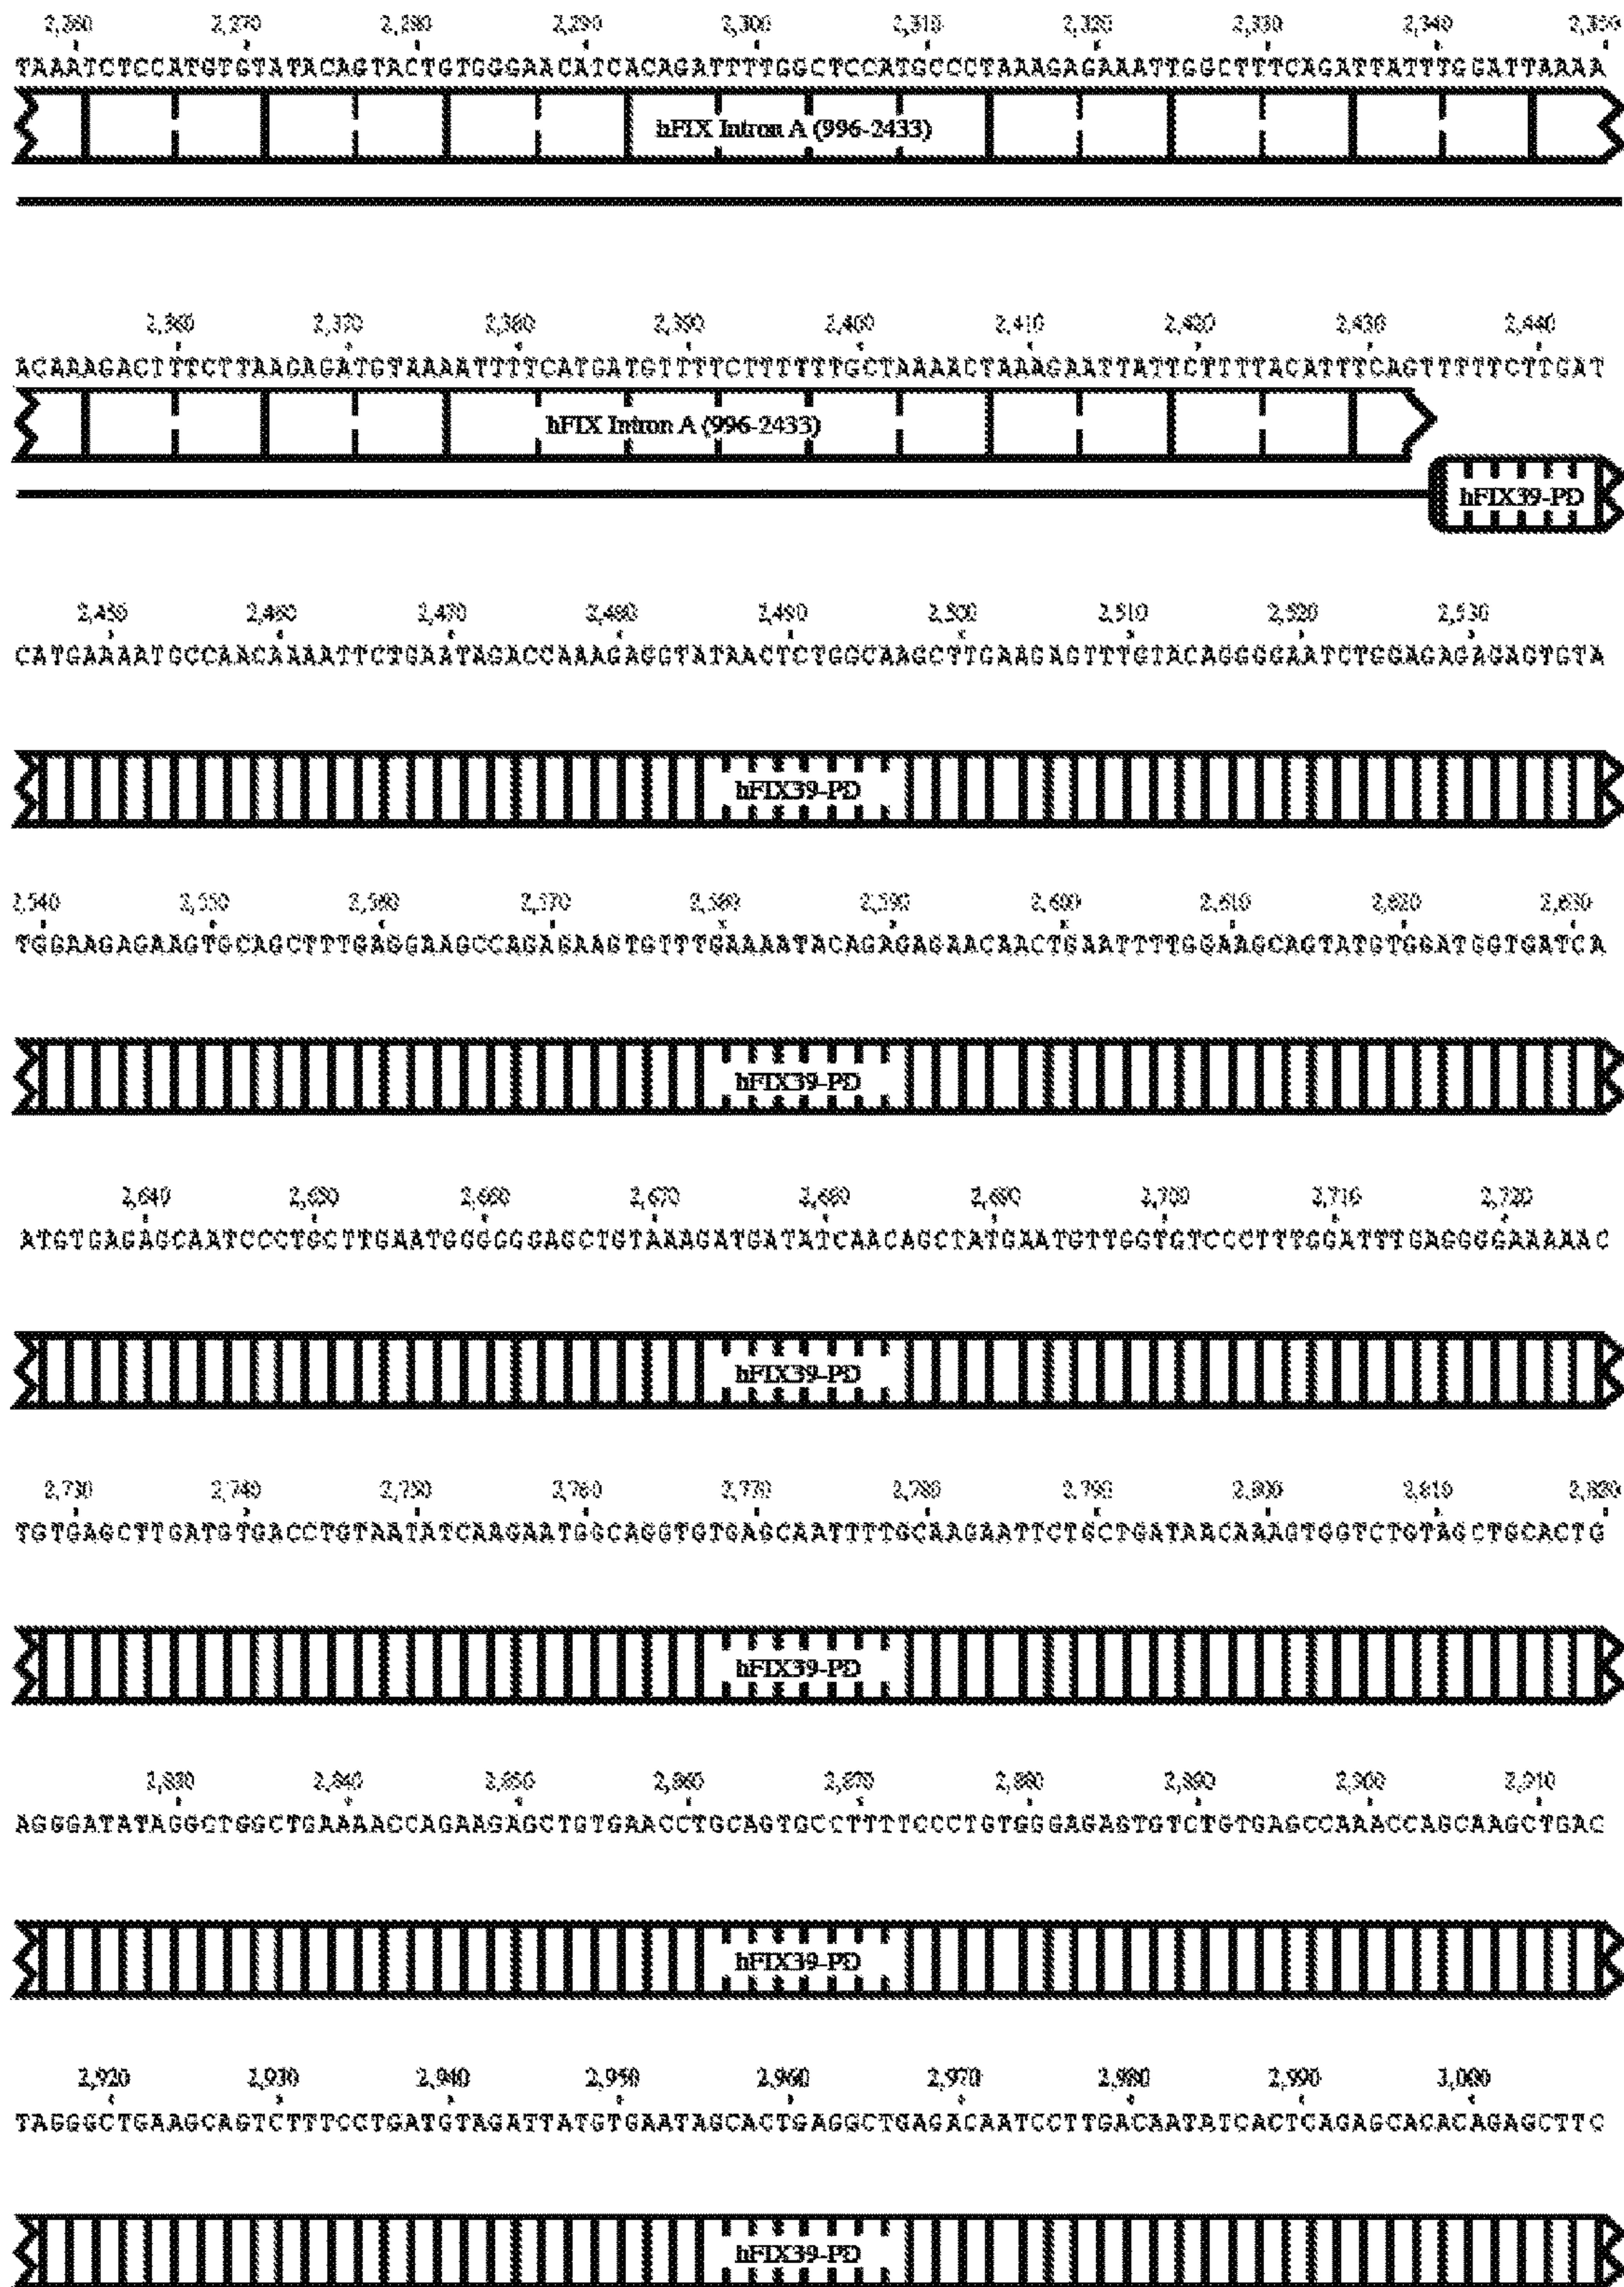 2,260 2,270 2,280 2,290 2,300 2,310 2,320 2,330 2,340 2,350
TAAATCTCCATGTGTATACAGTACTGTGGGAACATCACAGATTTTGGCTCCATGCCCTAAAGAGAAATTGGCTTTCAGATTATTTGGATTAAAA
hFIX Intron A (996-2433)
2,360 2,370 2,380 2,390 2,400 2,410 2,420 2,430 2,440
ACAAAGACTTTCTTAAGAGATGTAAAATTTTCATGATGTTTTCTTTTTTGCTAAAACTAAAGAATTATTCTTTTACATTTCAGTTTTTCTTGAT
hFIX Intron A (996-2433)
hFIX39-PD
2,450 2,460 2,470 2,480 2,490 2,500 2,510 2,520 2,530
CATGAAAATGCCAACAAAATTCTGAATAGACCAAAGAGGTATAACTCTGGCAAGCTTGAAGAGTTTGTACAGGGGAATCTGGAGAGAGAGTGTA
hFIX39-PD
2,540 2,550 2,560 2,570 2,580 2,590 2,600 2,610 2,620 2,630
TGGAAGAGAAGTGCAGCTTTGAGGAAGCCAGAGAAGTGTTTGAAAATACAGAGAGAACAACTGAATTTTGGAAGCAGTATGTGGATGGTGATCA
hFIX39-PD
2,640 2,650 2,660 2,670 2,680 2,690 2,700 2,710 2,720
ATGTGAGAGCAATCCCTGCTTGAATGGGGGGAGCTGTAAAGATGATATCAACAGCTATGAATGTTGGTGTCCCTTTGGATTTGAGGGGAAAAAC
hFIX39-PD
2,730 2,740 2,750 2,760 2,770 2,780 2,790 2,800 2,810 2,820
TGTGAGCTTGATGTGACCTGTAATATCAAGAATGGCAGGTGTGAGCAATTTTGCAAGAATTCTGCTGATAACAAAGTGGTCTGTAGCTGCACTG
hFIX39-PD
2,830 2,840 2,850 2,860 2,870 2,880 2,890 2,900 2,910
AGGGATATAGGCTGGCTGAAAACCAGAAGAGCTGTGAACCTGCAGTGCCTTTTCCCTGTGGGAGAGTGTCTGTGAGCCAAACCAGCAAGCTGAC
hFIX39-PD
2,920 2,930 2,940 2,950 2,960 2,970 2,980 2,990 3,000
TAGGGCTGAAGCAGTCTTTCCTGATGTAGATTATGTGAATAGCACTGAGGCTGAGACAATCCTTGACAATATCACTCAGAGCACACAGAGCTTC
hFIX39-PD